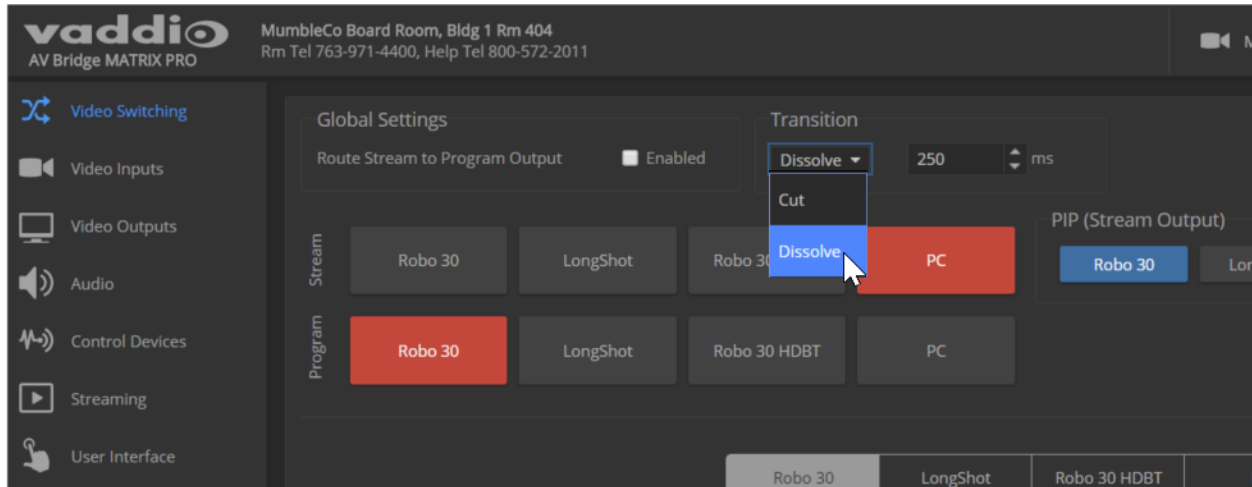 vaddio
AV Bridge MATRIX PRO
MumbleCo Board Room, Bldg 1 Rm 404
Rm Tel 763-971-4400, Help Tel 800-572-2011
M
Video Switching
Video Inputs
Video Outputs
Audio
Control Devices
Streaming
User Interface
Global Settings
Route Stream to Program Output Enabled
Transition
Dissolve 250 ms
Cut
Dissolve
PIP (Stream Output)
Robo 30 Lor
Stream
Robo 30 LongShot Robo 30 PC
Program
Robo 30 LongShot Robo 30 HDBT PC
Robo 30 LongShot Robo 30 HDBT